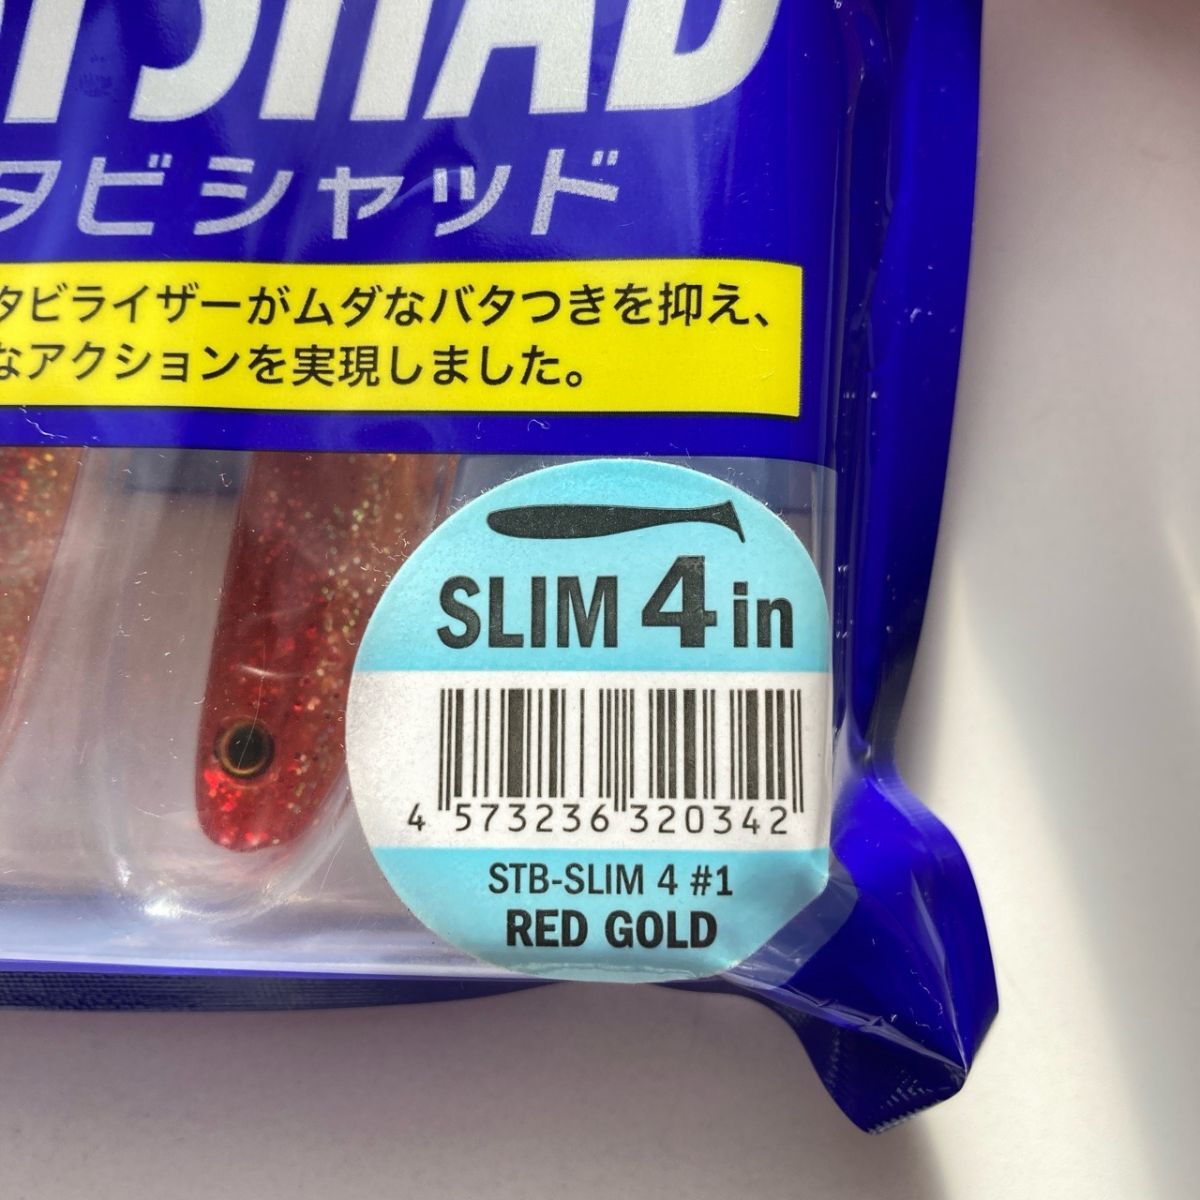 SHAD
タビシャッド
タビライザーがムダなバタつきを抑え、
なアクションを実現しました。
SLIM 4 in
4 573236 320342
STB-SLIM 4 #1
RED GOLD